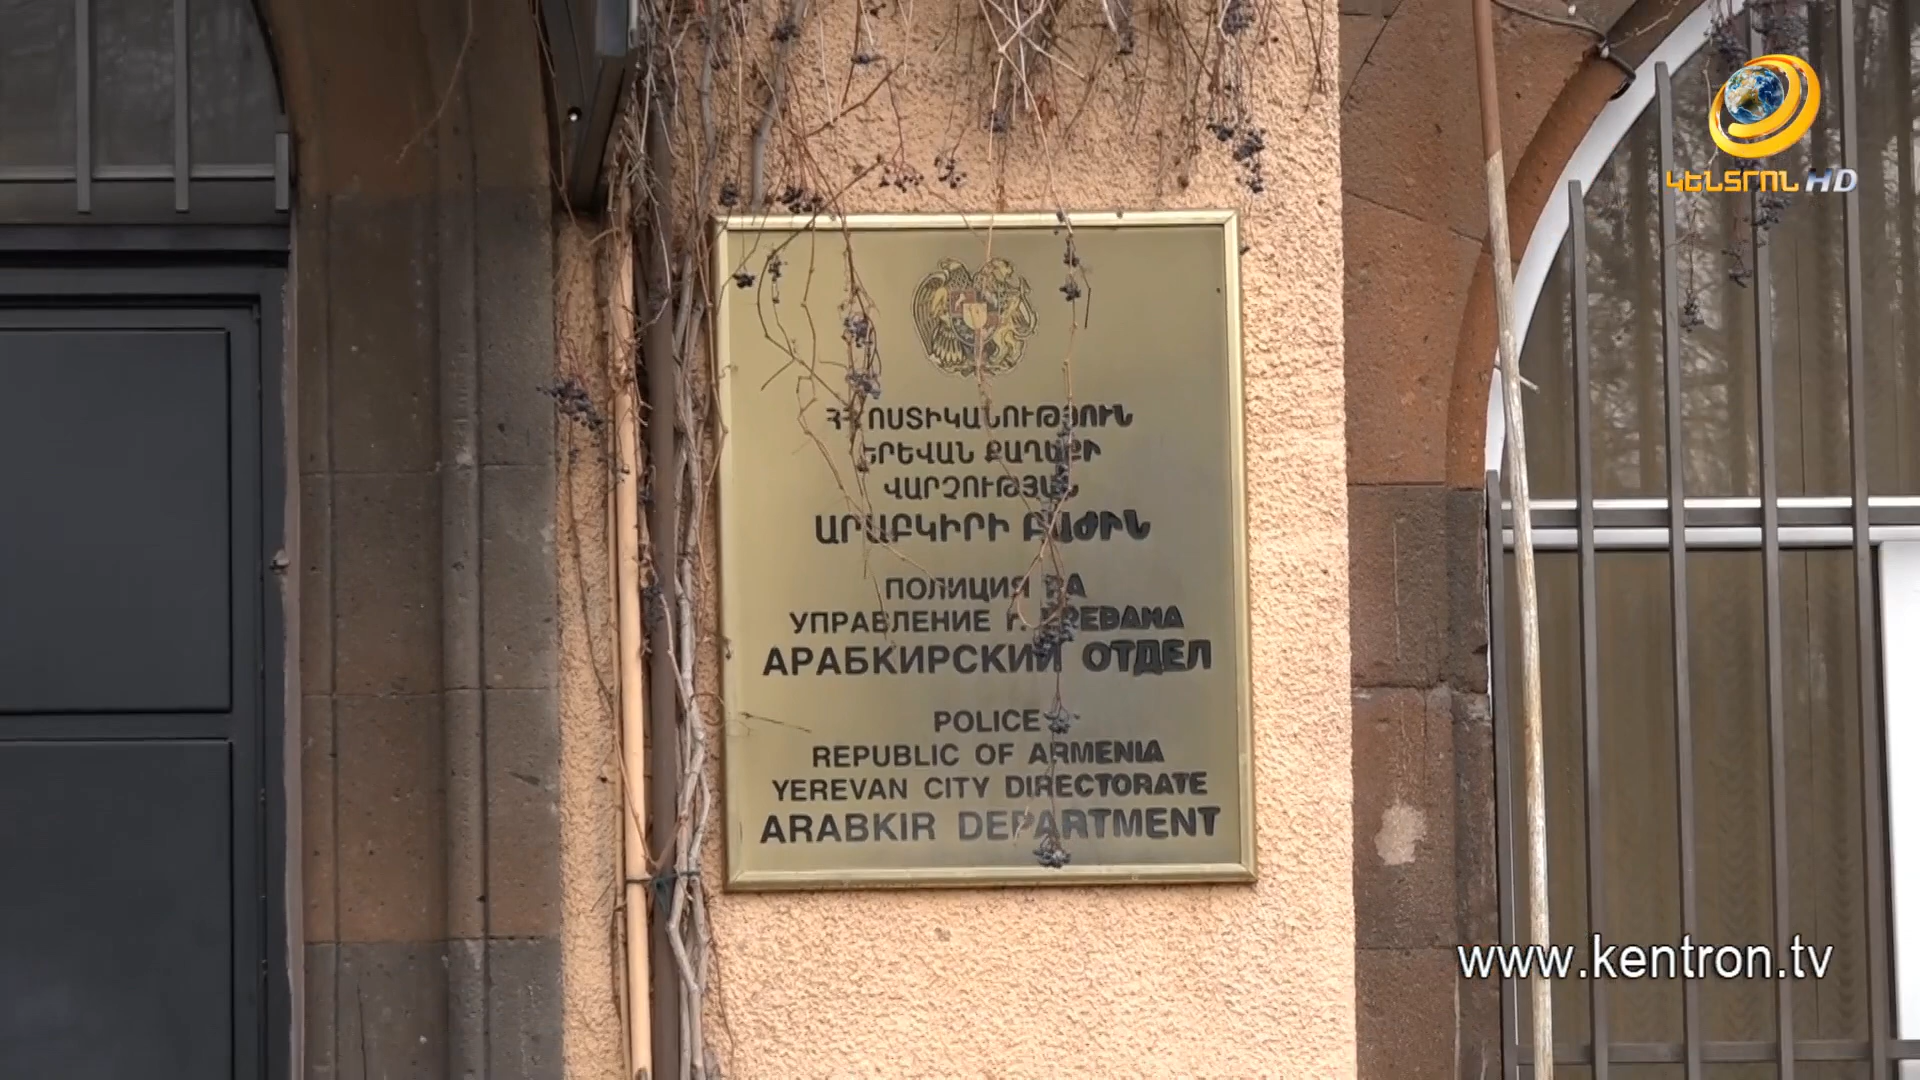 ԿԵՆՏՐՈՆ HD
ՀՀ ՈՍՏԻԿԱՆՈՒԹՅՈՒՆ
ԵՐԵՎԱՆ ՔԱՂԱՔԻ
ՎԱՐՉՈՒԹՅԱՆ
ԱՐԱԲԿԻՐԻ ԲԱԺԻՆ
ПОЛИЦИЯ РА
УПРАВЛЕНИЕ г. ЕРЕВАНА
АРАБКИРСКИЙ ОТДЕЛ
POLICE
REPUBLIC OF ARMENIA
YEREVAN CITY DIRECTORATE
ARABKIR DEPARTMENT
www.kentron.tv